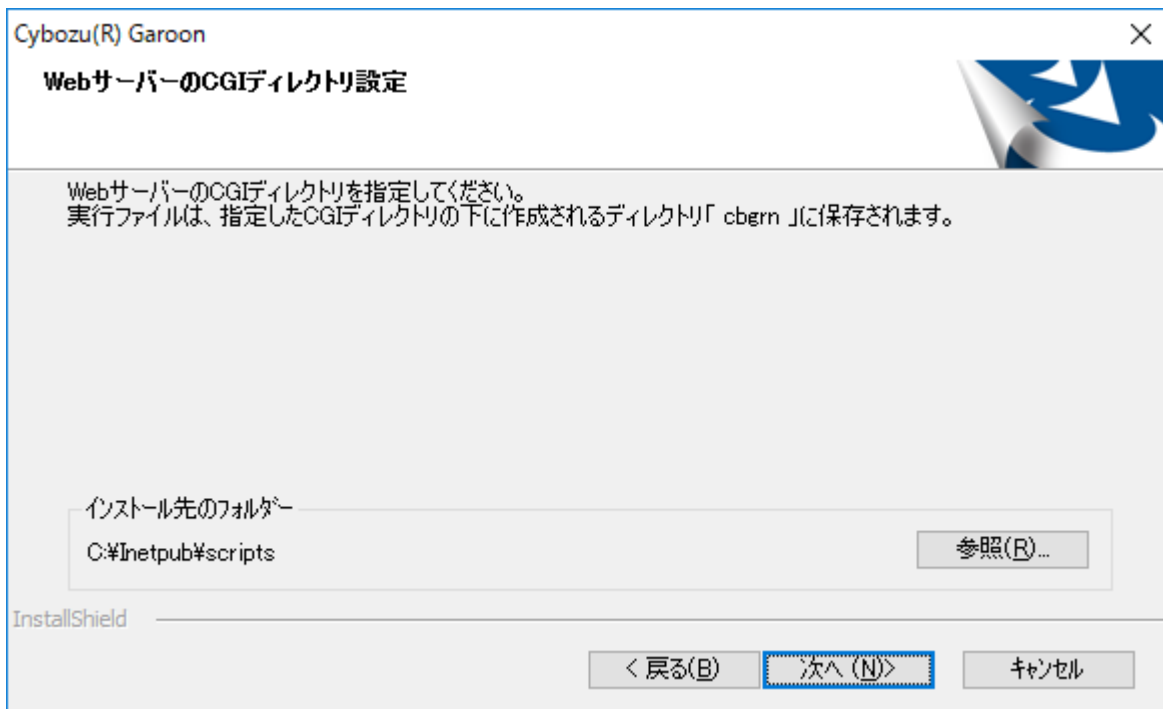 Cybozu(R) Garoon
WebサーバーのCGIディレクトリ設定
WebサーバーのCGIディレクトリを指定してください。
実行ファイルは、指定したCGIディレクトリの下に作成されるディレクトリ「 cbgrn 」に保存されます。
インストール先のフォルダー
C:¥Inetpub¥scripts
参照(R)...
InstallShield
< 戻る(B)
次へ (N)>
キャンセル